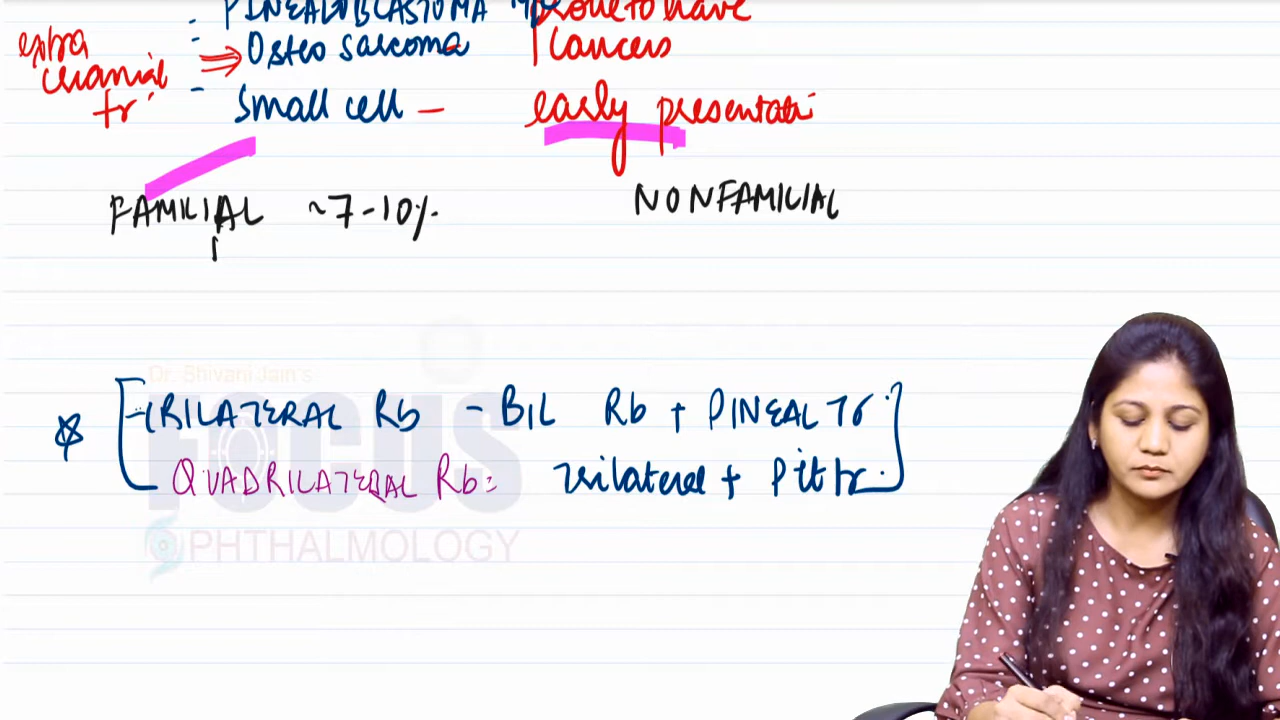 PINEALOBLASTOMA prone to have
extra - Osteo sarcoma cancers
cranial
tr - Small cell - early presentati
FAMILIAL ~7-10% NONFAMILIAL
Dr. Shivani Jain's
FOCUS
PHTHALMOLOGY
TRILATERAL Rb - BIL Rb + PINEAL Tr
QUADRILATERAL Rb: trilateral + Pit tr.